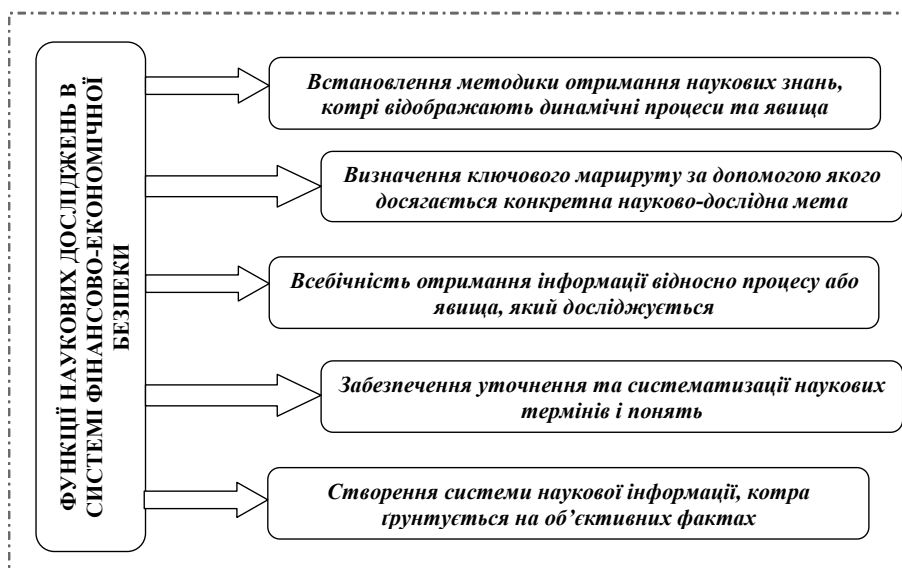 ФУНКЦІЇ НАУКОВИХ ДОСЛІДЖЕНЬ В
СИСТЕМІ ФІНАНСОВО-ЕКОНОМІЧНОЇ
БЕЗПЕКИ
Встановлення методики отримання наукових знань,
котрі відображають динамічні процеси та явища
Визначення ключового маршруту за допомогою якого
досягається конкретна науково-дослідна мета
Всебічність отримання інформації відносно процесу або
явища, який досліджується
Забезпечення уточнення та систематизації наукових
термінів і понять
Створення системи наукової інформації, котра
ґрунтується на об’єктивних фактах